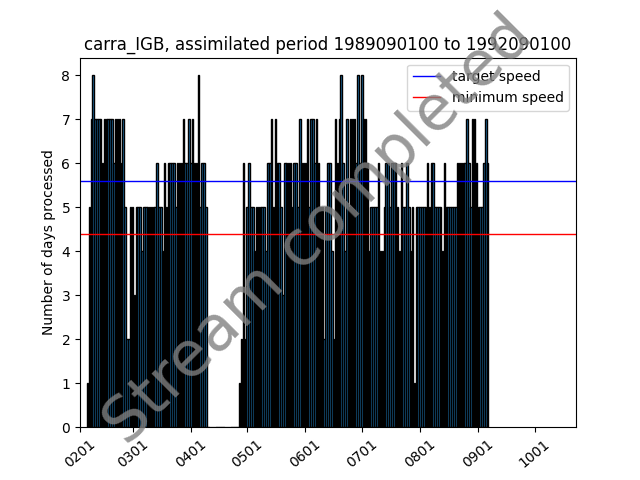 carra_IGB, assimilated period 1989090100 to 1992090100
target speed
minimum speed
Stream completed
Number of days processed
8
7
6
5
4
3
2
1
0
0201 0301 0401 0501 0601 0701 0801 0901 1001